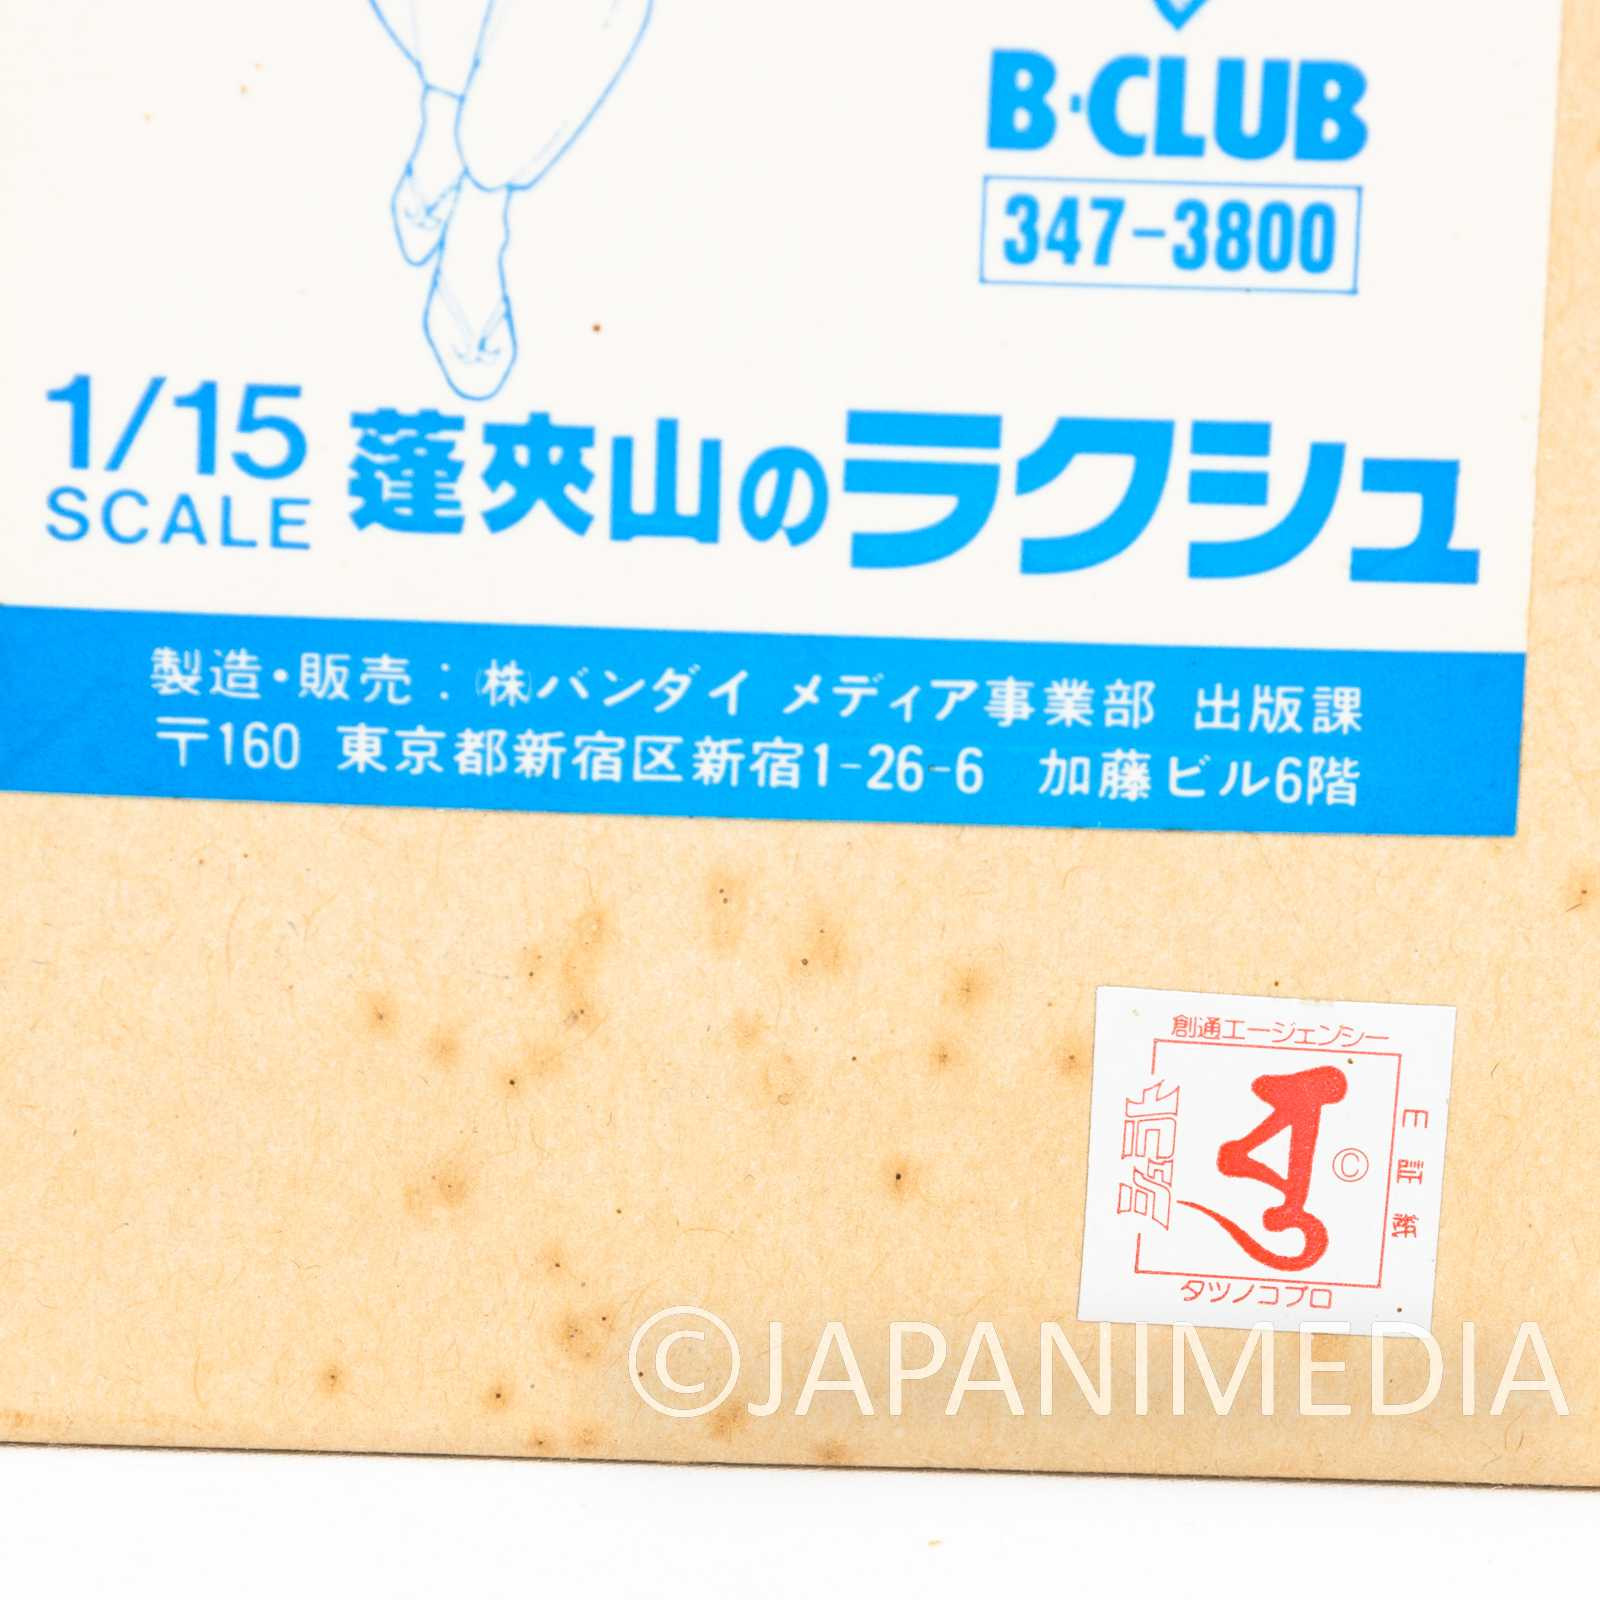 B·CLUB
347-3800
1/15
SCALE
蓬夾山のラクシュ
製造・販売：㈱バンダイ メディア事業部 出版課
〒160 東京都新宿区新宿1-26-6 加藤ビル6階
創通エージェンシー
©
E証紙
タツノコプロ
©JAPANIMEDIA